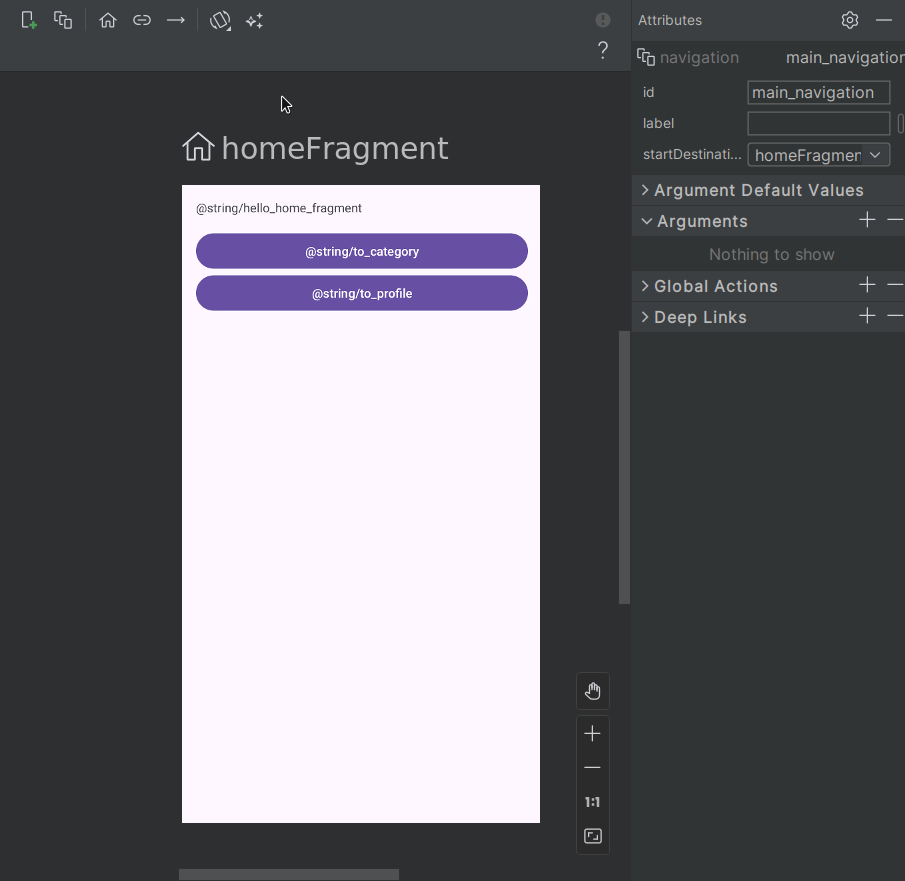 Attributes
?
navigation main_navigation
id main_navigation
label
startDestinati... homeFragmen
homeFragment
@string/hello_home_fragment
@string/to_category
@string/to_profile
Argument Default Values
Arguments
Nothing to show
Global Actions
Deep Links
1:1